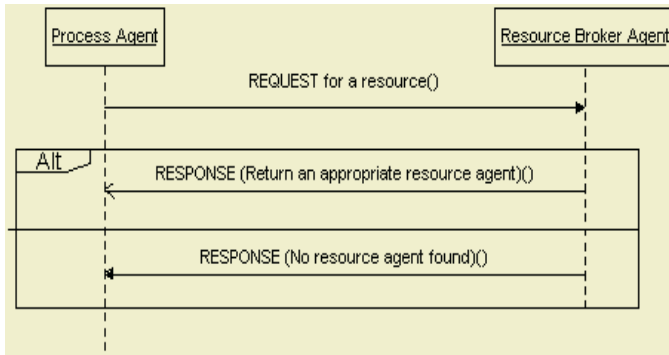 Process Agent
Resource Broker Agent
REQUEST for a resource()
Alt
RESPONSE (Return an appropriate resource agent)()
RESPONSE (No resource agent found)()